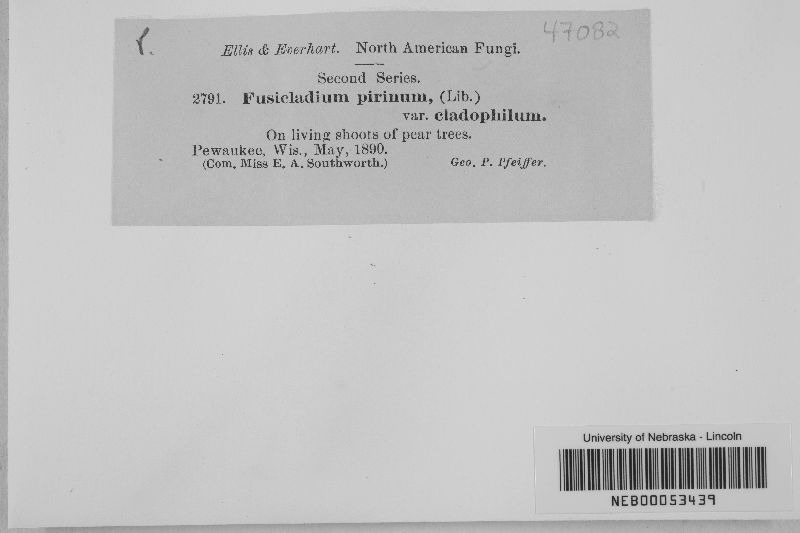 47082
Ellis & Everhart. North American Fungi.
Second Series.
2791. Fusicladium pirinum, (Lib.)
var. cladophilum.
On living shoots of pear trees.
Pewaukee, Wis., May, 1890.
(Com. Miss E. A. Southworth.) Geo. P. Pfeiffer.
University of Nebraska - Lincoln
NEB00053439